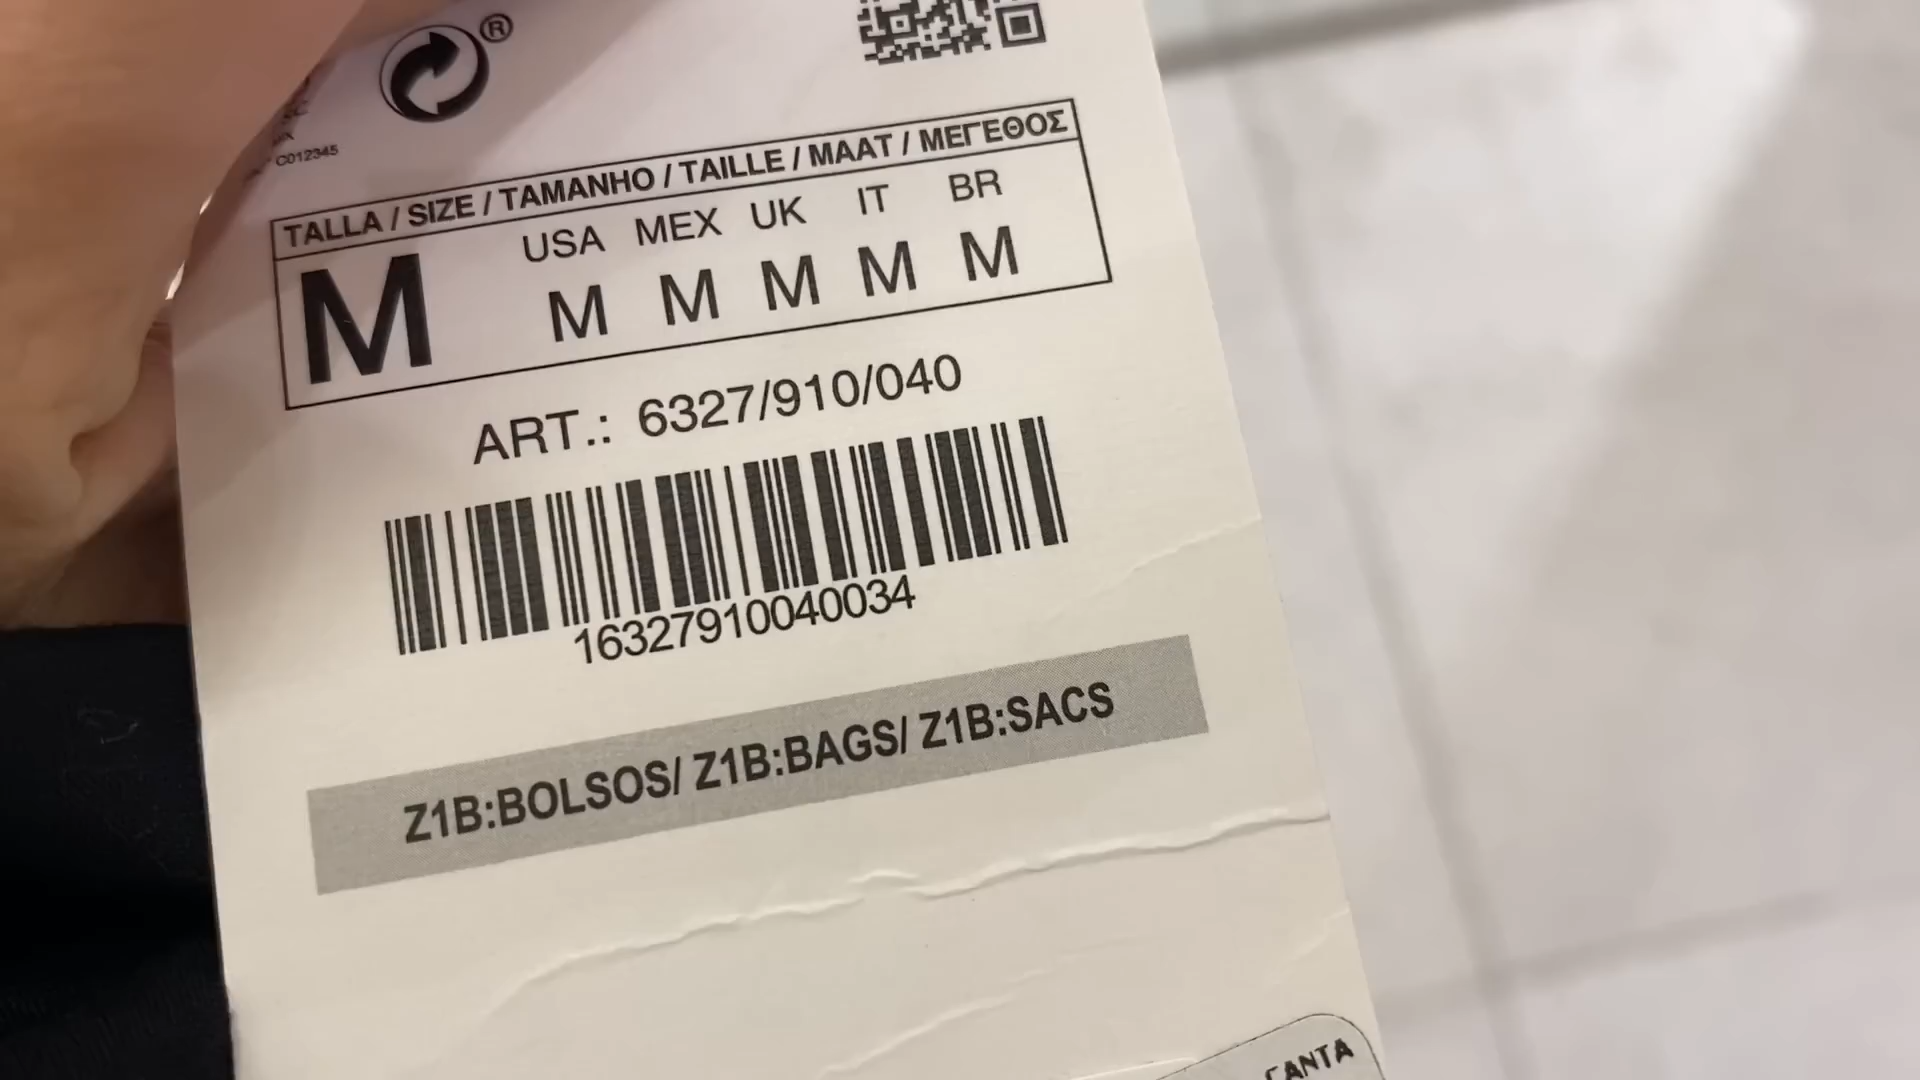 ®
C012345
TALLA / SIZE / TAMANHO / TAILLE / MAAT / ΜΕΓΕΘΟΣ
USA MEX UK IT BR
M M M M M M
ART.: 6327/910/040
16327910040034
Z1B:BOLSOS/ Z1B:BAGS/ Z1B:SACS